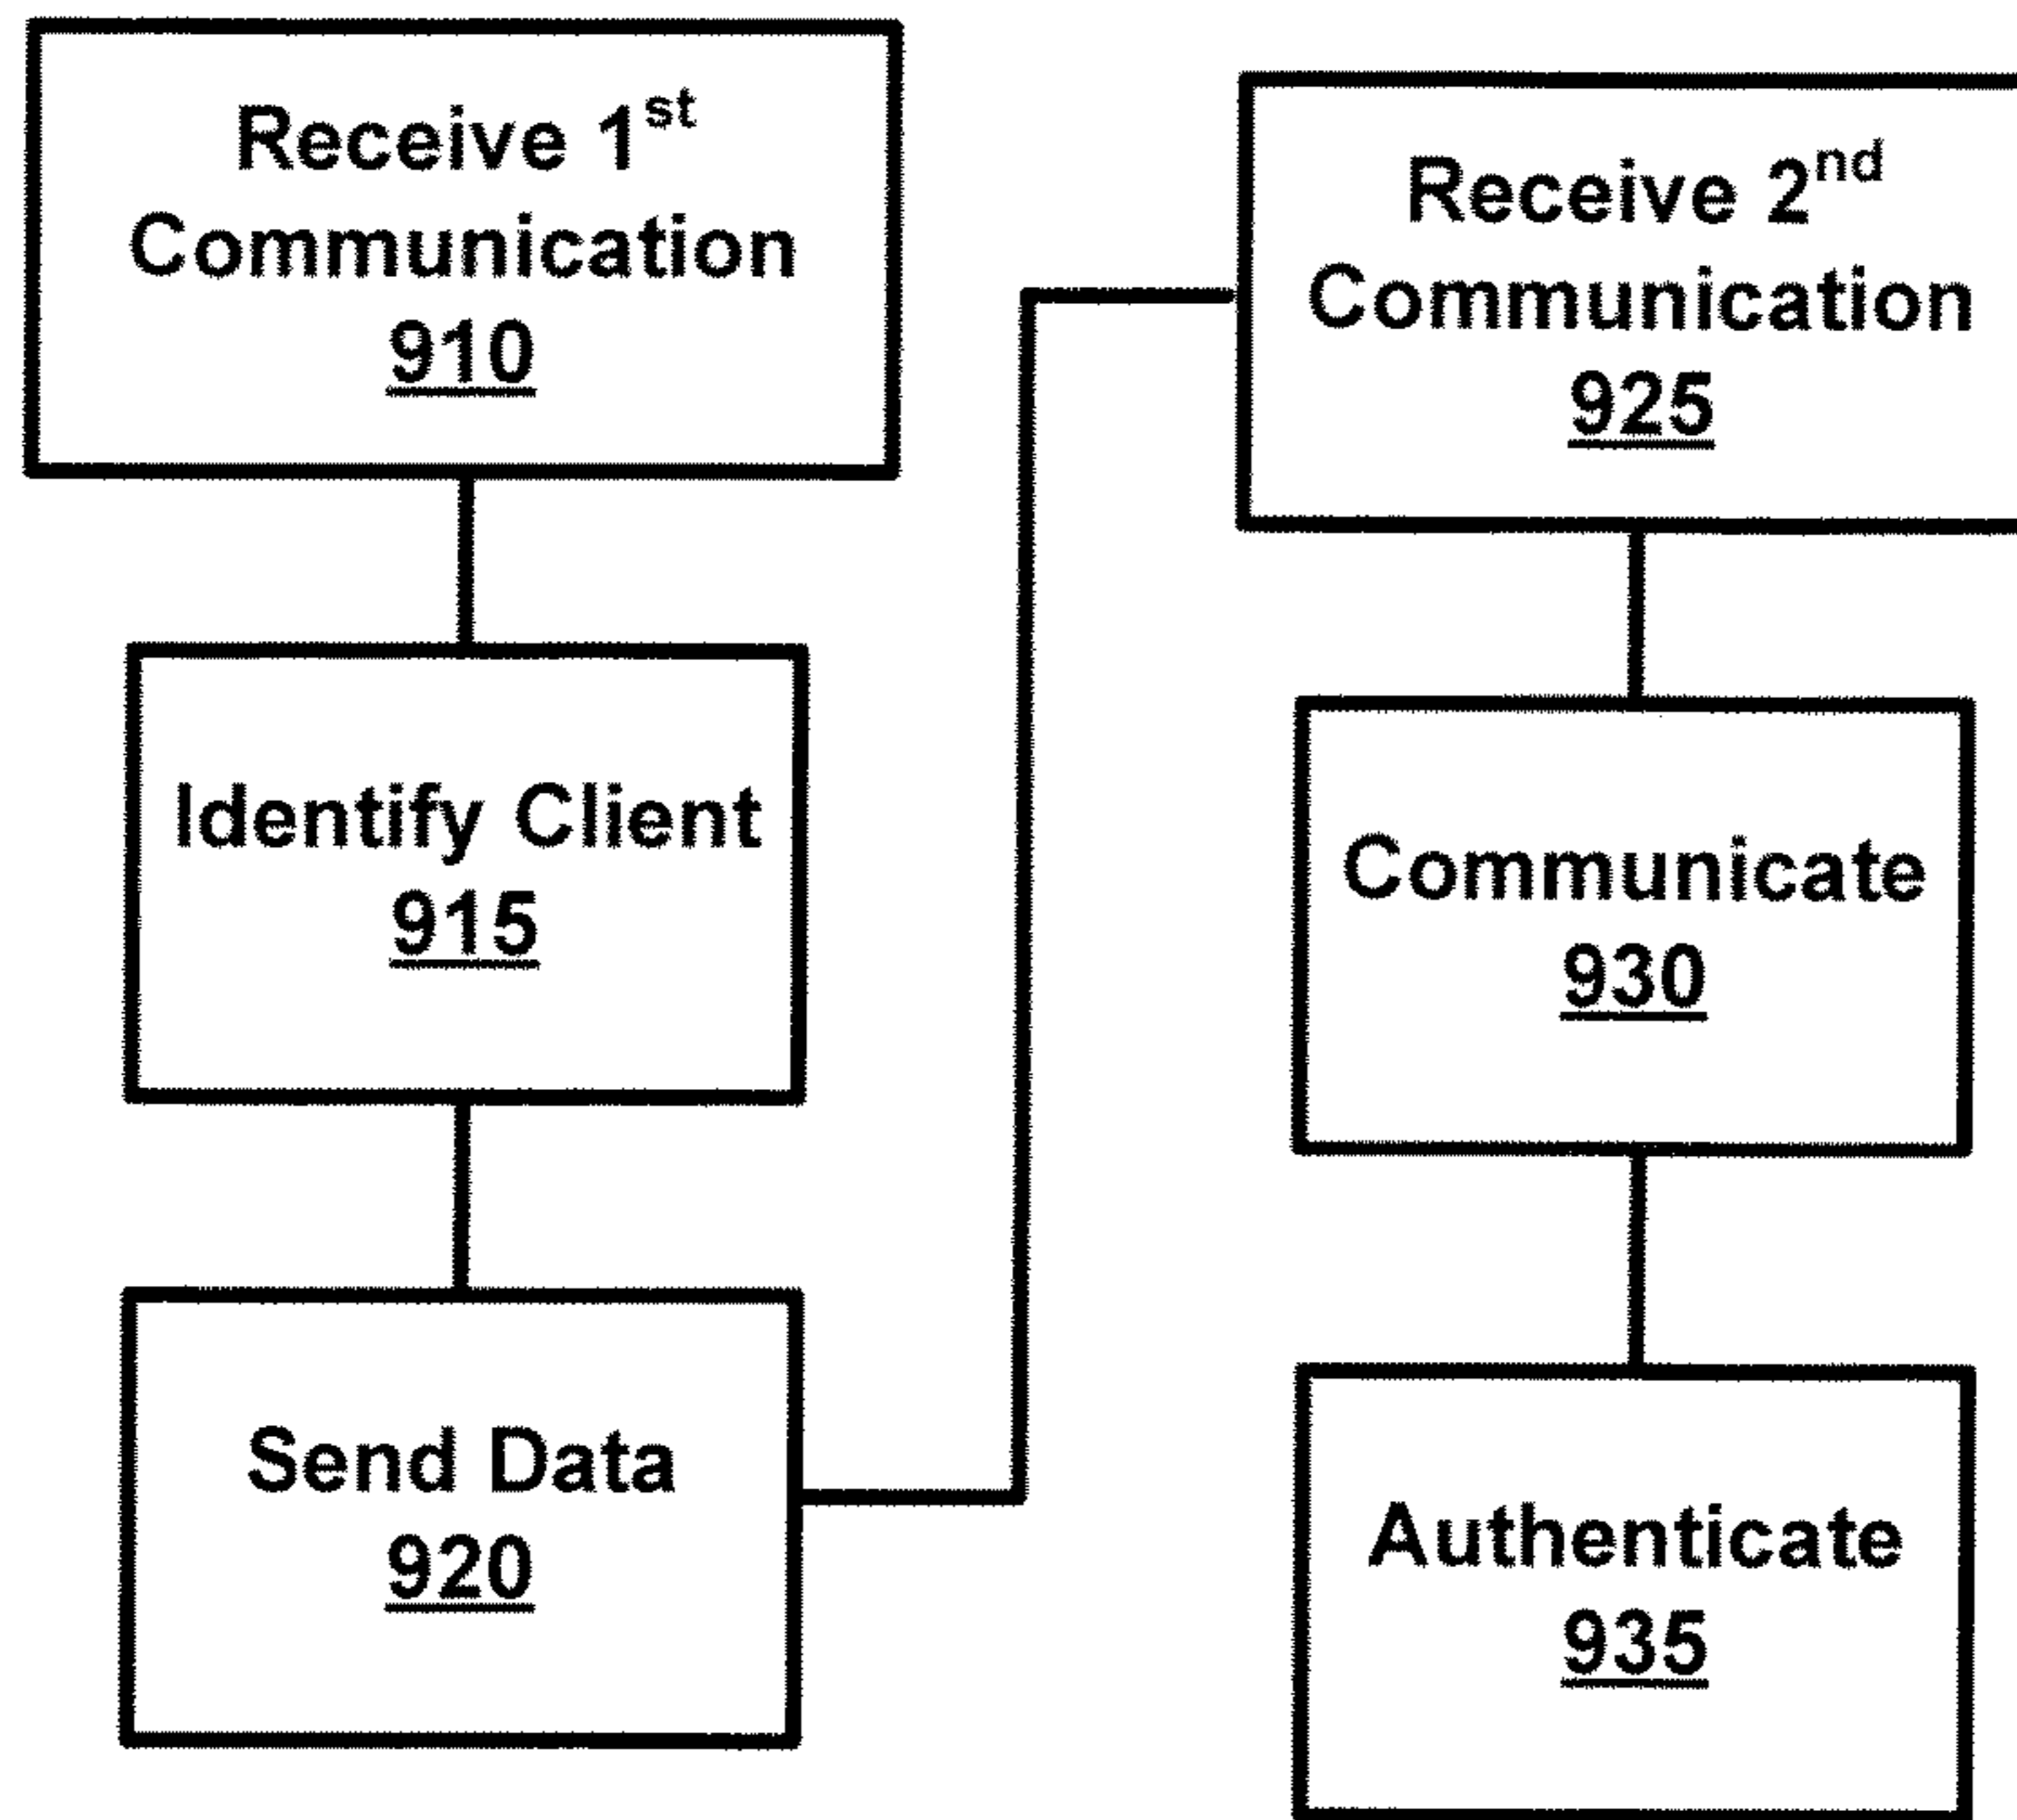 Receive 1st
Communication
910
Identify Client
915
Send Data
920
Receive 2nd
Communication
925
Communicate
930
Authenticate
935